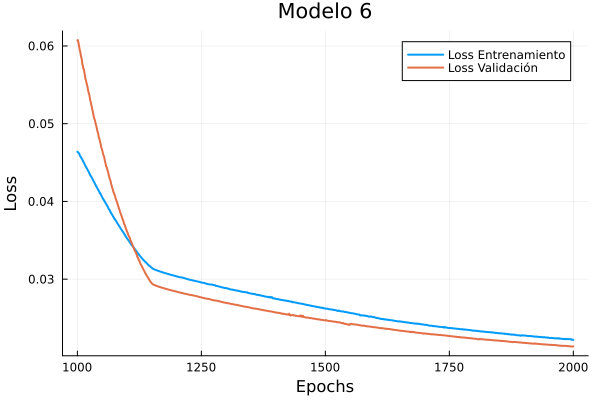 Modelo 6
Loss Entrenamiento
Loss Validación
0.06
0.05
0.04
0.03
Loss
1000 1250 1500 1750 2000
Epochs